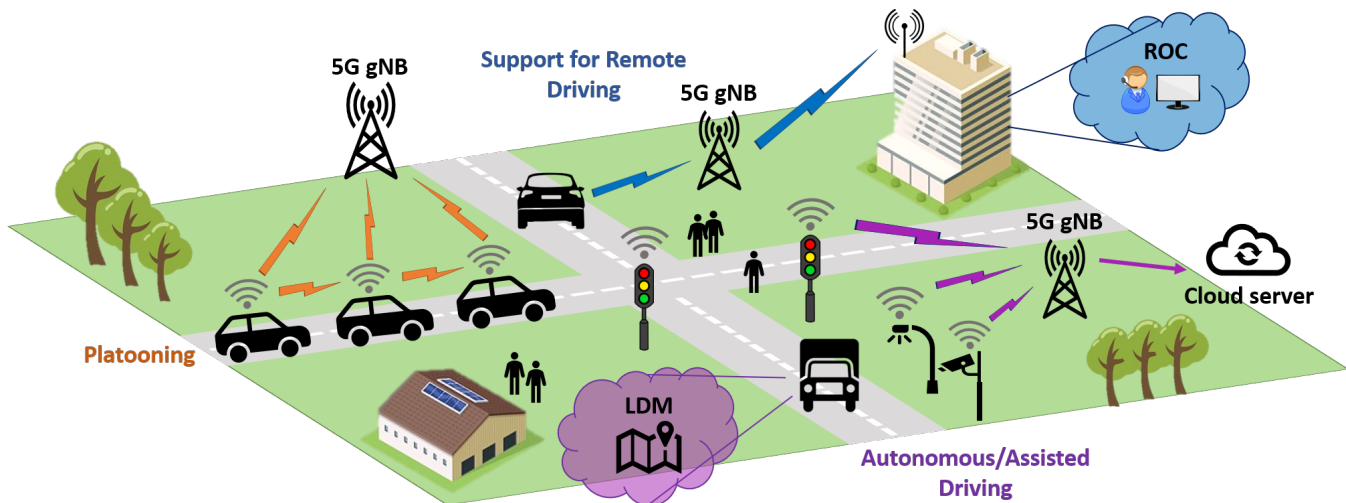 Support for Remote
Driving
5G gNB
5G gNB
ROC
5G gNB
Cloud server
Platooning
LDM
Autonomous/Assisted
Driving